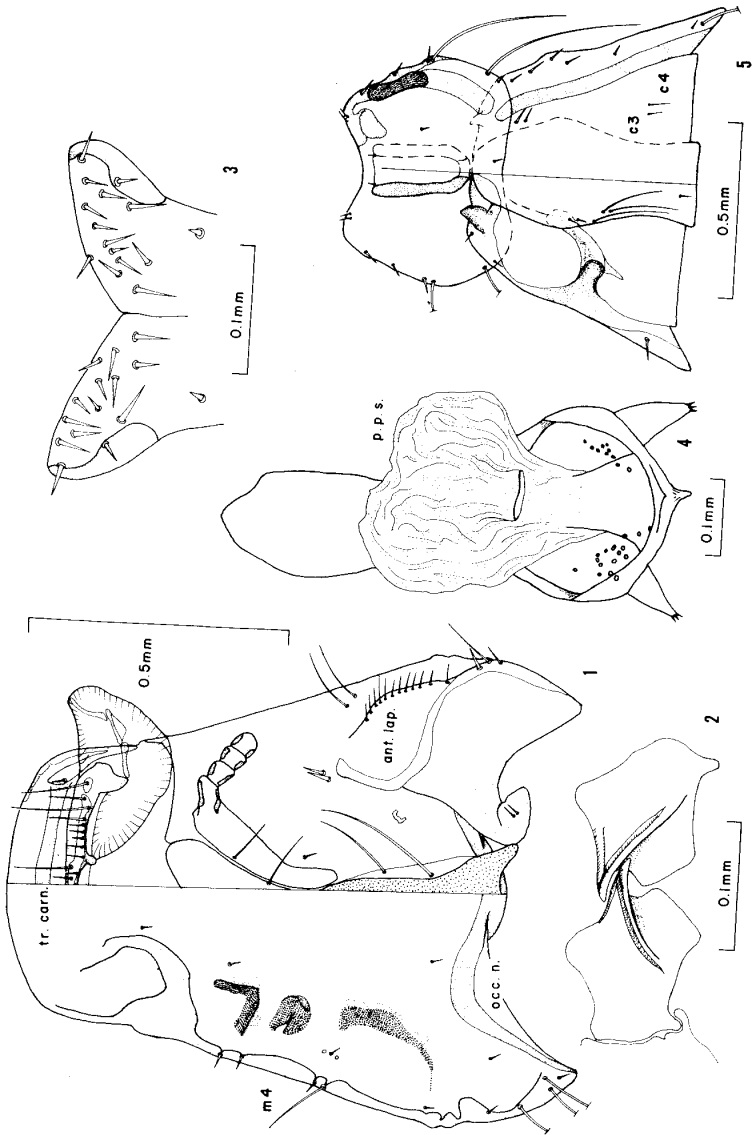 3
0.1mm
5
c3
c4
0.5mm
p.p.s.
4
0.1mm
0.5mm
tr. carn.
ant. lap.
1
m4
occ. n.
2
0.1mm